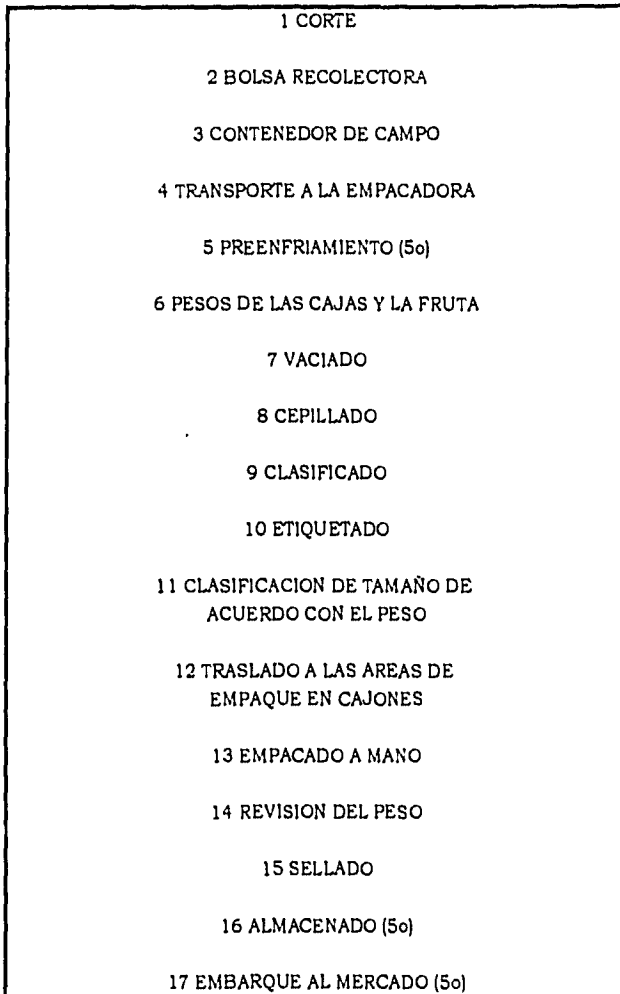 1 CORTE
2 BOLSA RECOLECTORA
3 CONTENEDOR DE CAMPO
4 TRANSPORTE A LA EMPACADORA
5 PREENFRIAMIENTO (5o)
6 PESOS DE LAS CAJAS Y LA FRUTA
7 VACIADO
8 CEPILLADO
9 CLASIFICADO
10 ETIQUETADO
11 CLASIFICACION DE TAMAÑO DE
ACUERDO CON EL PESO
12 TRASLADO A LAS AREAS DE
EMPAQUE EN CAJONES
13 EMPACADO A MANO
14 REVISION DEL PESO
15 SELLADO
16 ALMACENADO (5o)
17 EMBARQUE AL MERCADO (5o)